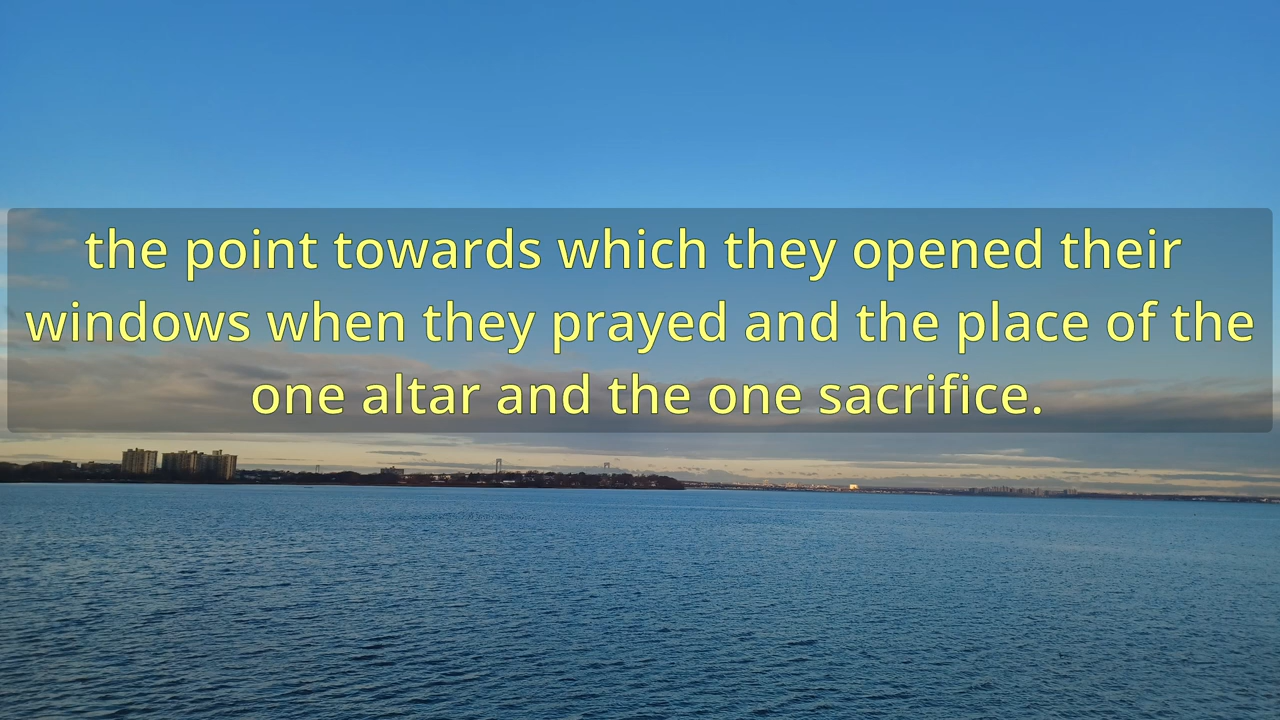 the point towards which they opened their
windows when they prayed and the place of the
one altar and the one sacrifice.